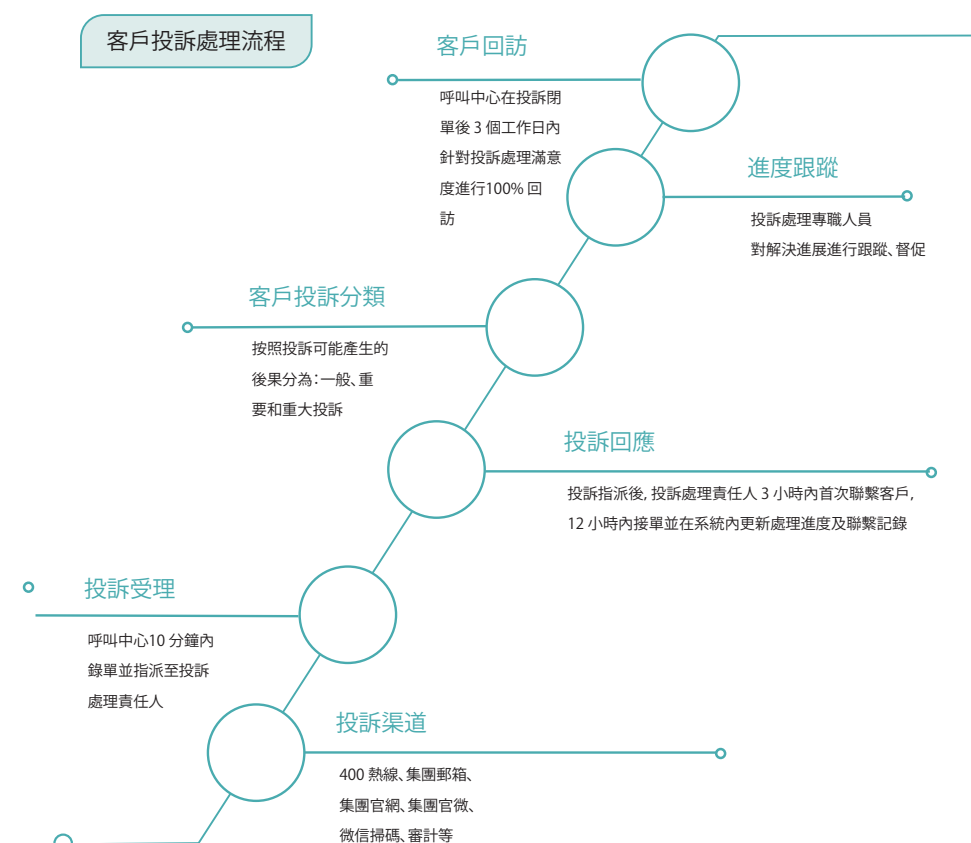 客戶投訴處理流程
客戶回訪
呼叫中心在投訴閉
單後 3 個工作日內
針對投訴處理滿意
度進行100% 回
訪
進度跟蹤
投訴處理專職人員
對解決進展進行跟蹤、督促
客戶投訴分類
按照投訴可能產生的
後果分為：一般、重
要和重大投訴
投訴回應
投訴指派後, 投訴處理責任人 3 小時內首次聯繫客戶,
12 小時內接單並在系統內更新處理進度及聯繫記錄
投訴受理
呼叫中心10 分鐘內
錄單並指派至投訴
處理責任人
投訴渠道
400 熱線、集團郵箱、
集團官網、集團官微、
微信掃碼、審計等